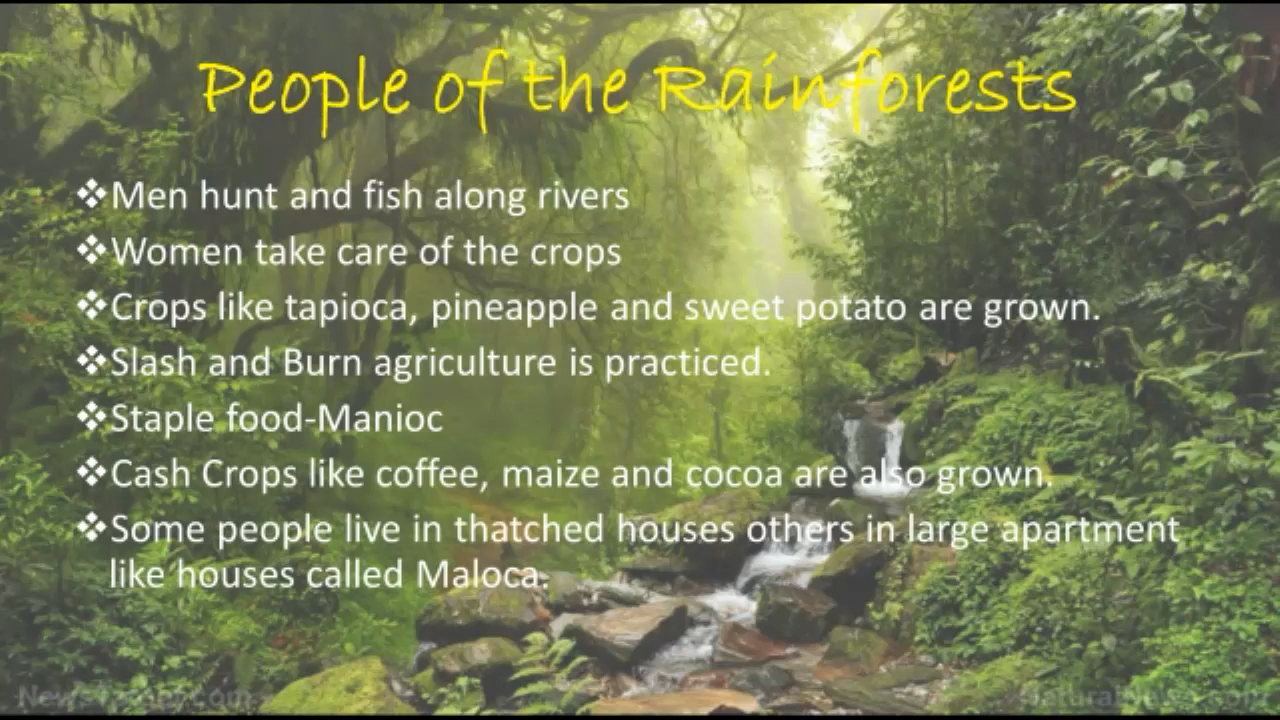 People of the Rainforests
❖Men hunt and fish along rivers
❖Women take care of the crops
❖Crops like tapioca, pineapple and sweet potato are grown.
❖Slash and Burn agriculture is practiced.
❖Staple food-Manioc
❖Cash Crops like coffee, maize and cocoa are also grown.
❖Some people live in thatched houses others in large apartment
like houses called Maloca.
NaturalNews.com